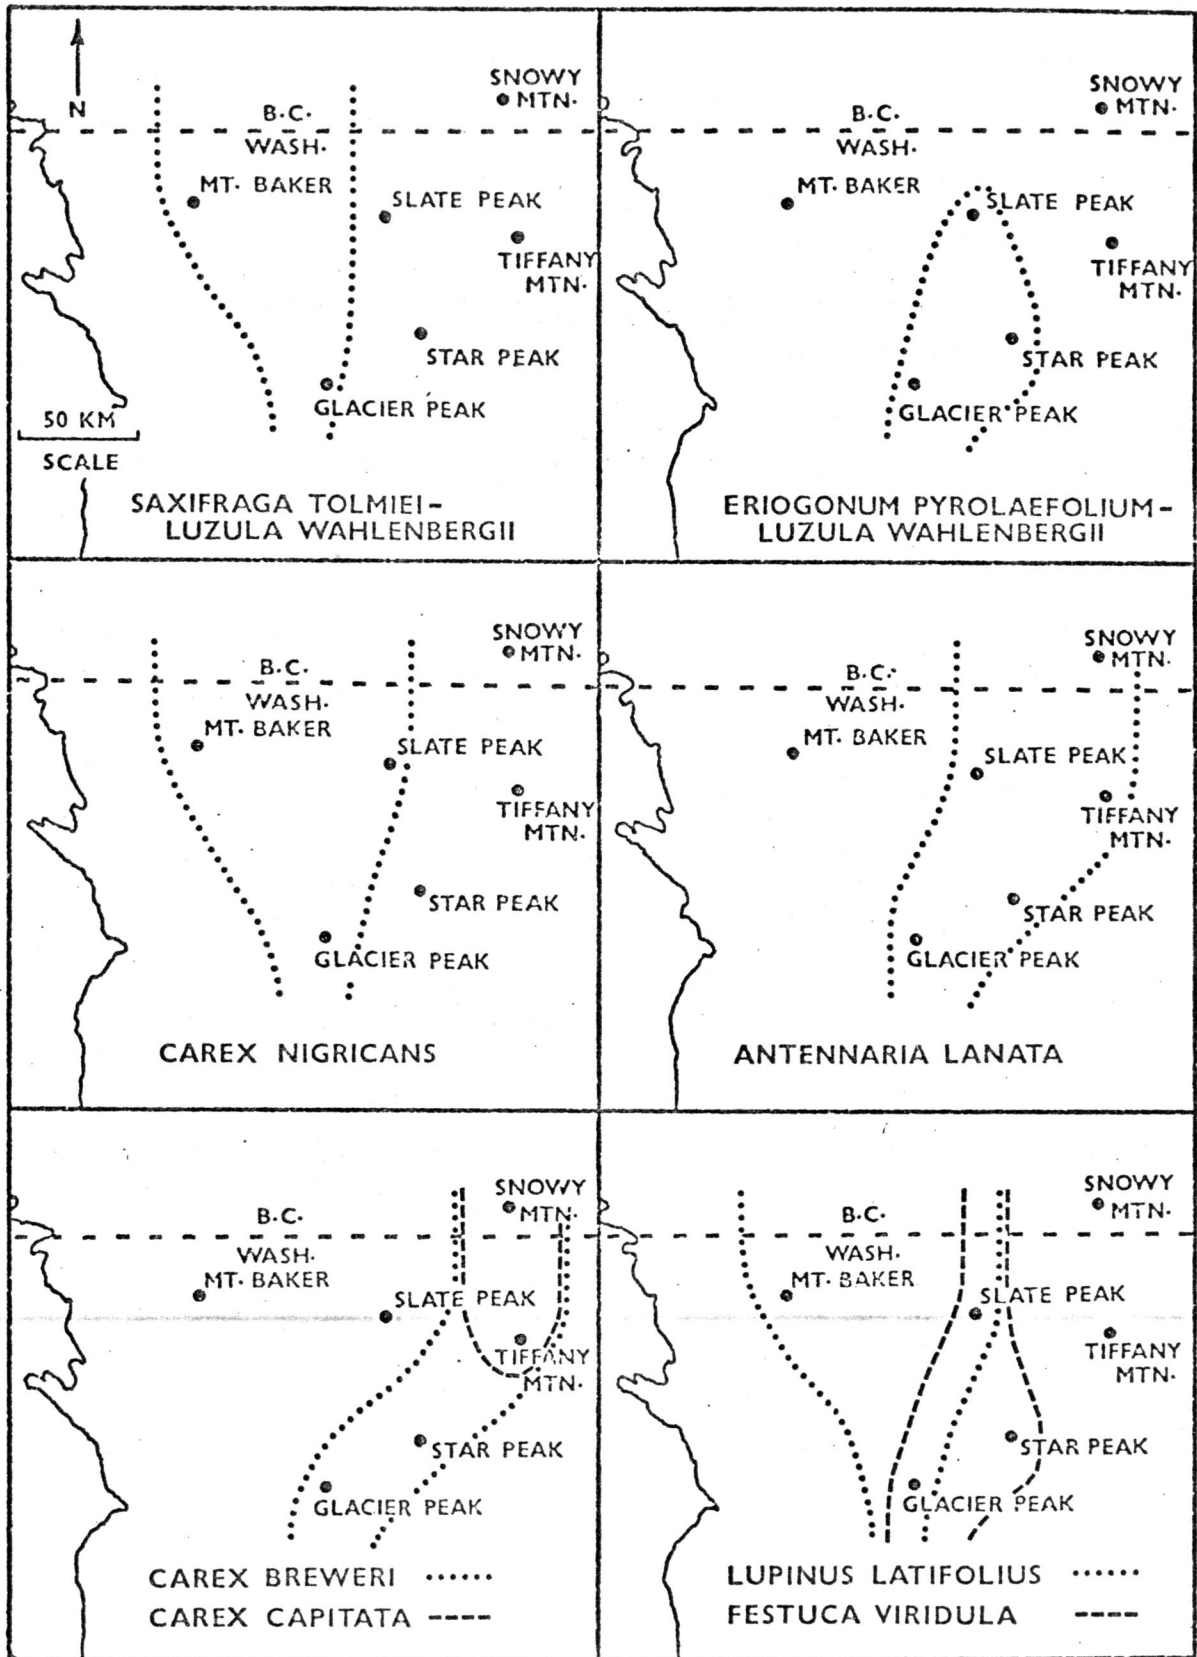 N
B.C.
WASH.
SNOWY
MTN.
MT. BAKER
SLATE PEAK
TIFFANY
MTN.
STAR PEAK
GLACIER PEAK
50 KM
SCALE
SAXIFRAGA TOLMIEI-
LUZULA WAHLENBERGII
SNOWY
MTN.
B.C.
WASH.
MT. BAKER
SLATE PEAK
TIFFANY
MTN.
STAR PEAK
GLACIER PEAK
ERIOGONUM PYROLAEFOLIUM-
LUZULA WAHLENBERGII
SNOWY
MTN.
B.C.
WASH.
MT. BAKER
SLATE PEAK
TIFFANY
MTN.
STAR PEAK
GLACIER PEAK
CAREX NIGRICANS
SNOWY
MTN.
B.C.
WASH.
MT. BAKER
SLATE PEAK
TIFFANY
MTN.
STAR PEAK
GLACIER PEAK
ANTENNARIA LANATA
SNOWY
MTN.
B.C.
WASH.
MT. BAKER
SLATE PEAK
TIFFANY
MTN.
STAR PEAK
GLACIER PEAK
CAREX BREWERI
CAREX CAPITATA
SNOWY
MTN.
B.C.
WASH.
MT. BAKER
SLATE PEAK
TIFFANY
MTN.
STAR PEAK
GLACIER PEAK
LUPINUS LATIFOLIUS
FESTUCA VIRIDULA